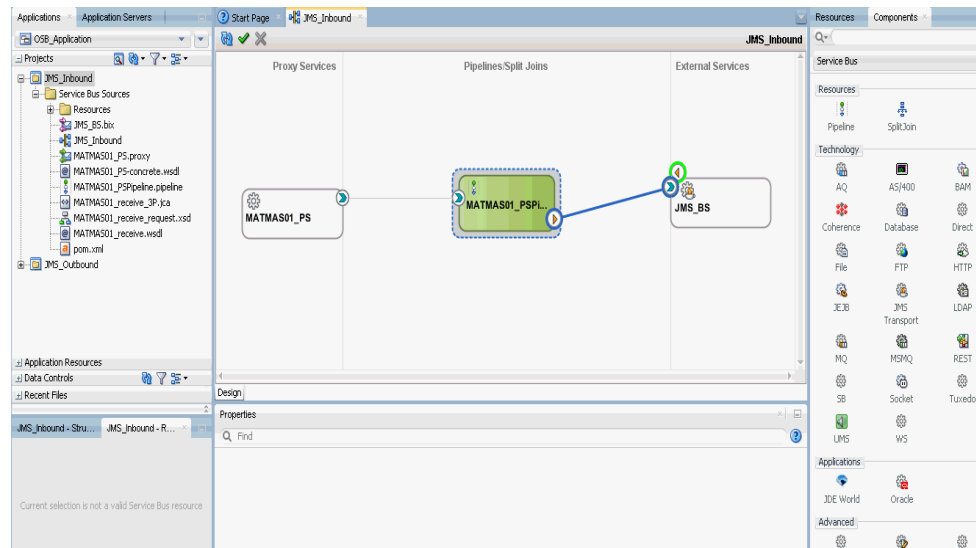 Applications
Application Servers
OSB_Application
Projects
JMS_Inbound
Service Bus Sources
Resources
JMS_BS.bix
JMS_Inbound
MATMAS01_PS.proxy
MATMAS01_PS-concrete.wsdl
MATMAS01_PSPipeline.pipeline
MATMAS01_receive_3P.jca
MATMAS01_receive_request.xsd
MATMAS01_receive.wsdl
pom.xml
JMS_Outbound
Application Resources
Data Controls
Recent Files
JMS_Inbound - Stru...
JMS_Inbound - R...
Current selection is not a valid Service Bus resource
Start Page
JMS_Inbound
JMS_Inbound
Proxy Services
Pipelines/Split Joins
External Services
MATMAS01_PS
MATMAS01_PSPi...
JMS_BS
Design
Properties
Find
Resources
Components
Service Bus
Resources
Pipeline
SplitJoin
Technology
AQ
AS/400
BAM
Coherence
Database
Direct
File
FTP
HTTP
JEJB
JMS
Transport
LDAP
MQ
MSMQ
REST
SB
Socket
Tuxedo
UMS
WS
Applications
JDE World
Oracle
Advanced